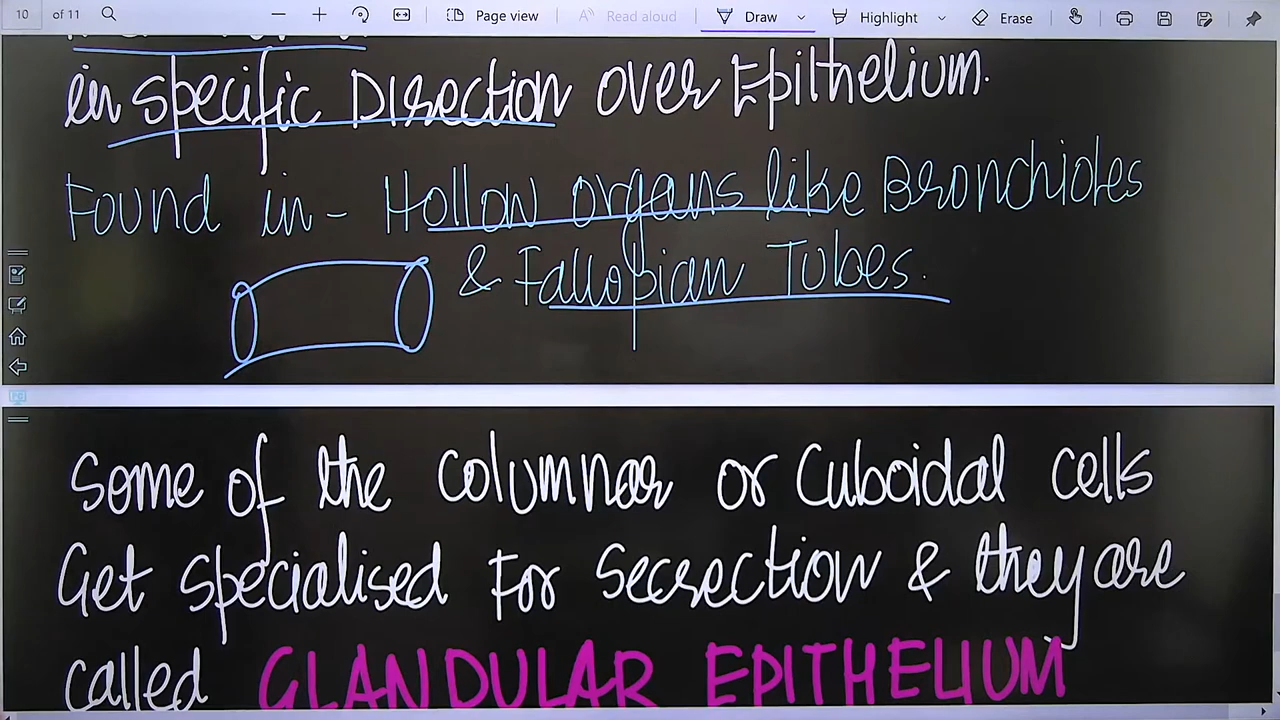 10 of 11 Page view Read aloud Draw Highlight Erase
in specific Direction over Epithelium.
Found in - Hollow organs like Bronchioles
& Fallopian Tubes.
Some of the columnar or cuboidal cells
Get specialised For secrection & they are
called GLANDULAR EPITHELIUM